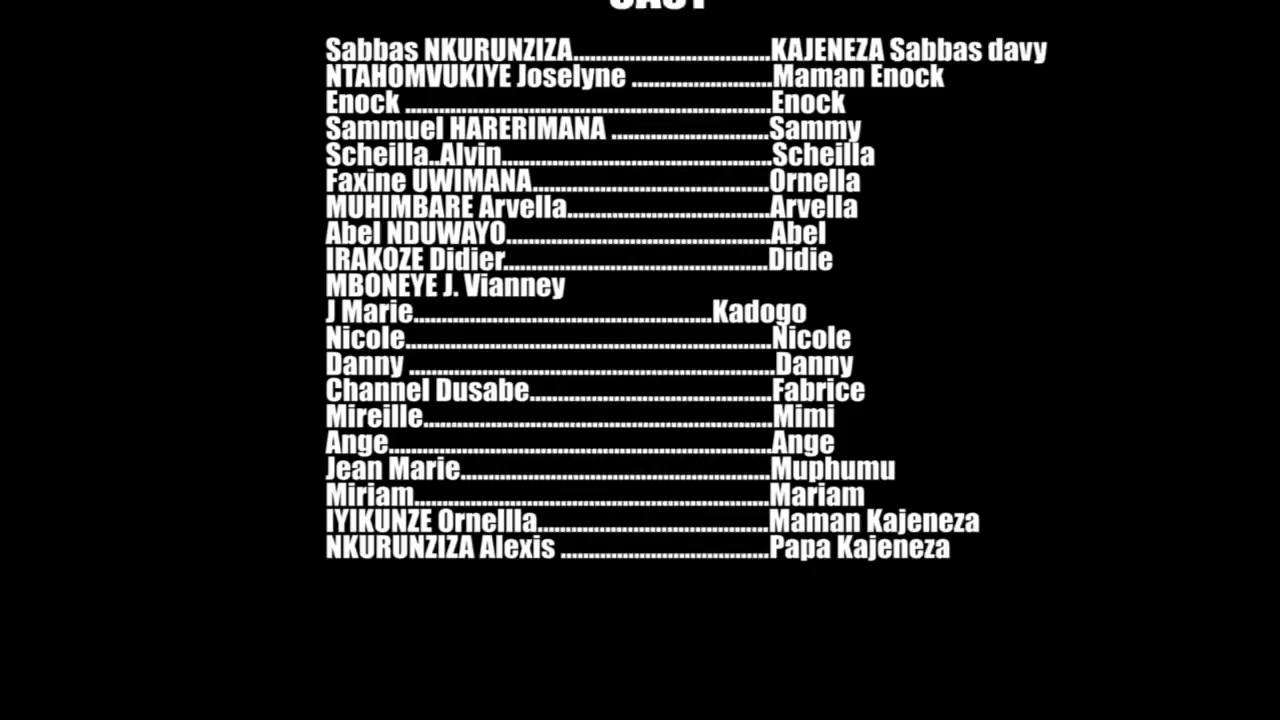 CAST
Sabbas NKURUNZIZA...................................KAJENEZA Sabbas davy
NTAHOMVUKIYE Joselyne .........................Maman Enock
Enock .................................................................Enock
Sammuel HARERIMANA ............................Sammy
Scheilla..Alvin................................................Scheilla
Faxine UWIMANA..........................................Ornella
MUHIMBARE Arvella....................................Arvella
Abel NDUWAYO...............................................Abel
IRAKOZE Didier...............................................Didie
MBONEYE J. Vianney
J Marie.....................................................Kadogo
Nicole.................................................................Nicole
Danny .................................................................Danny
Channel Dusabe...........................................Fabrice
Mireille..............................................................Mimi
Ange....................................................................Ange
Jean Marie.......................................................Muphumu
Miriam...............................................................Mariam
IYIKUNZE Ornellla.........................................Maman Kajeneza
NKURUNZIZA Alexis .....................................Papa Kajeneza